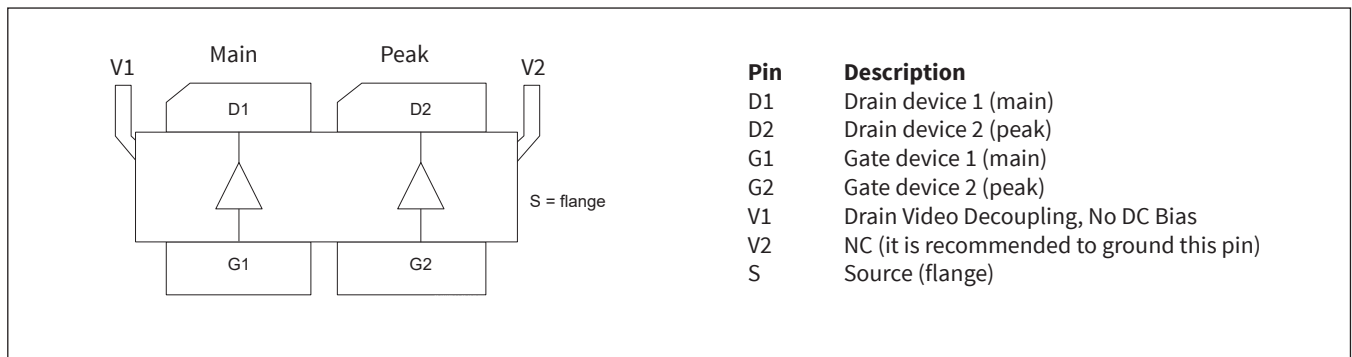 Main Peak
V1 V2
D1 D2
S = flange
G1 G2
Pin Description
D1 Drain device 1 (main)
D2 Drain device 2 (peak)
G1 Gate device 1 (main)
G2 Gate device 2 (peak)
V1 Drain Video Decoupling, No DC Bias
V2 NC (it is recommended to ground this pin)
S Source (flange)